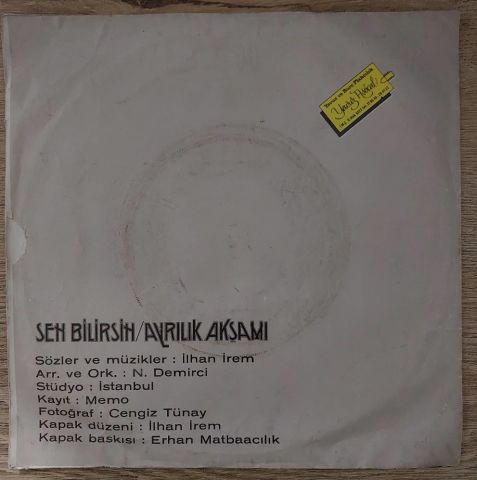 SEN BİLİRSİN/AYRILIK AKŞAMI
Sözler ve müzikler : İlhan İrem
Arr. ve Ork. : N. Demirci
Stüdyo : İstanbul
Kayıt : Memo
Fotoğraf : Cengiz Tünay
Kapak düzeni : İlhan İrem
Kapak baskısı : Erhan Matbaacılık